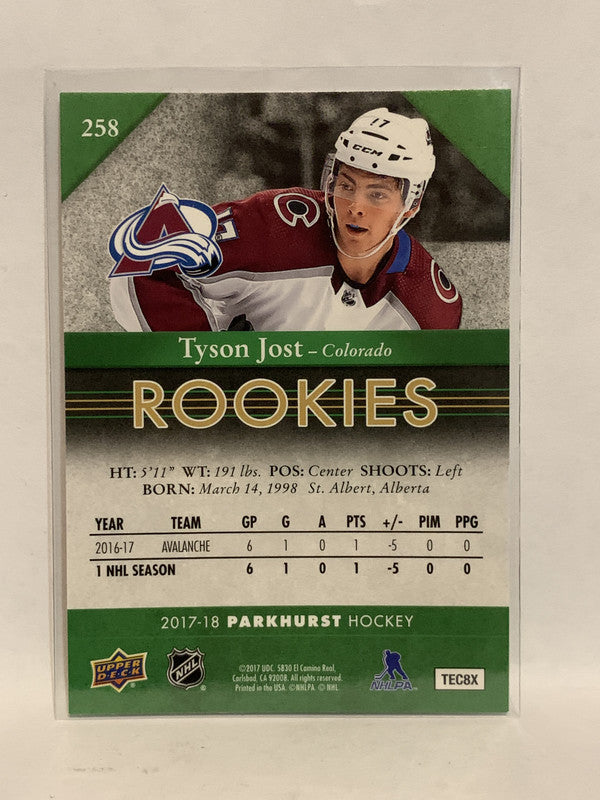 258
17
CCM
17
Tyson Jost – Colorado
ROOKIES
HT: 5'11" WT: 191 lbs. POS: Center SHOOTS: Left
BORN: March 14, 1998 St. Albert, Alberta
YEAR TEAM GP G A PTS +/- PIM PPG
2016-17 AVALANCHE 6 1 0 1 -5 0 0
1 NHL SEASON 6 1 0 1 -5 0 0
2017-18 PARKHURST HOCKEY
UPPER DECK
NHL
©2017 UDC. 5830 El Camino Real,
Carlsbad, CA 92008. All rights reserved.
Printed in the USA. ©NHLPA ©NHL
NHLPA
TEC8X